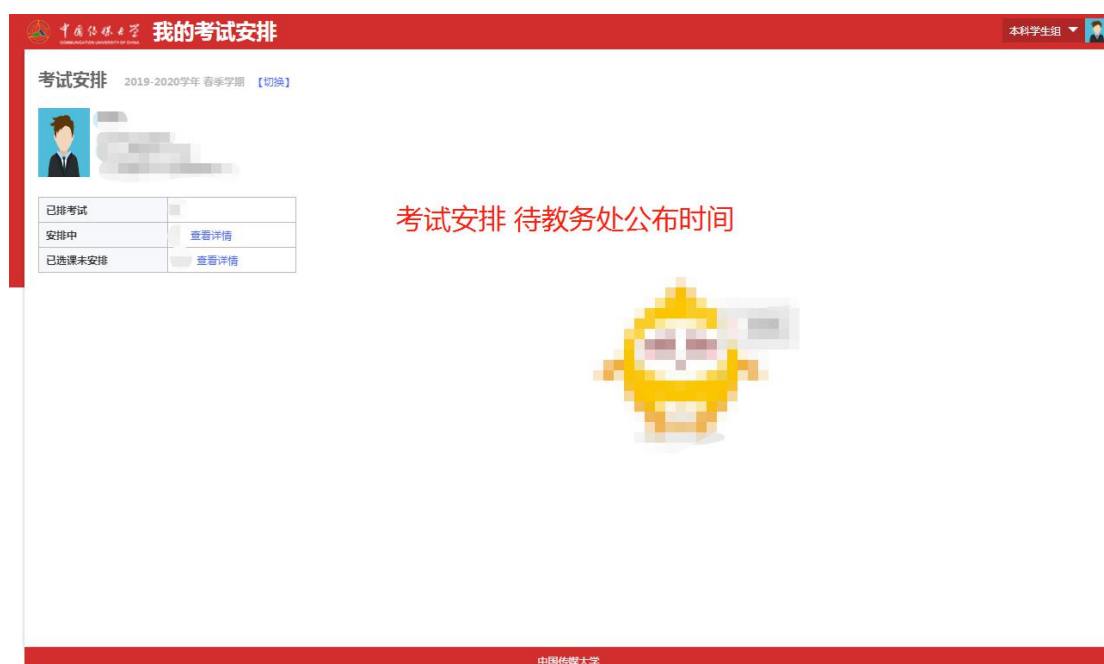 中国传媒大学 我的考试安排
COMMUNICATION UNIVERSITY OF CHINA
本科学生组
考试安排 2019-2020学年 春季学期 【切换】
已排考试
安排中 查看详情
已选课未安排 查看详情
考试安排 待教务处公布时间
中国传媒大学